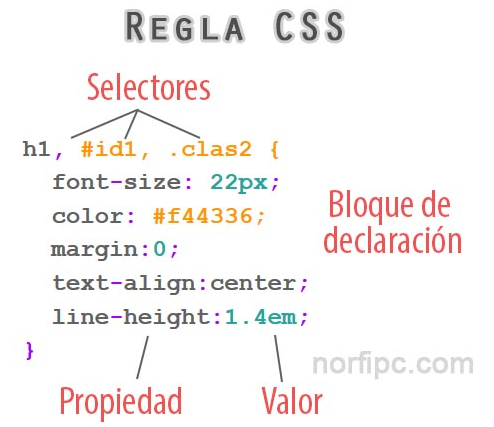 REGLA CSS
Selectores
h1, #id1, .clas2 {
font-size: 22px;
color: #f44336;
margin:0;
text-align:center;
line-height:1.4em;
}
Bloque de
declaración
norfipc.com
Propiedad Valor